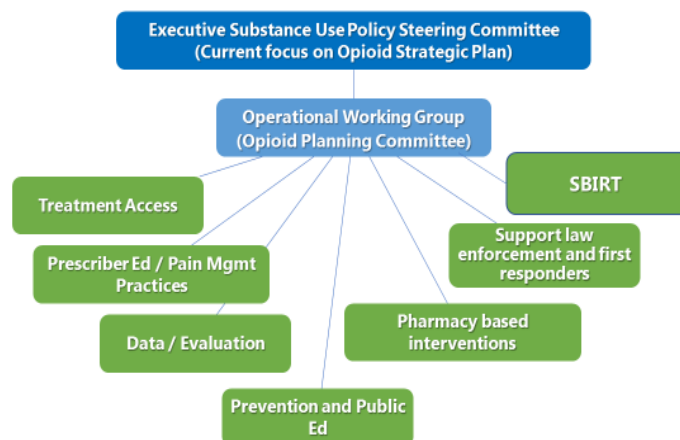 Executive Substance Use Policy Steering Committee
(Current focus on Opioid Strategic Plan)
Operational Working Group
(Opioid Planning Committee)
SBIRT
Treatment Access
Support law
enforcement and first
responders
Prescriber Ed / Pain Mgmt
Practices
Data / Evaluation
Pharmacy based
interventions
Prevention and Public
Ed